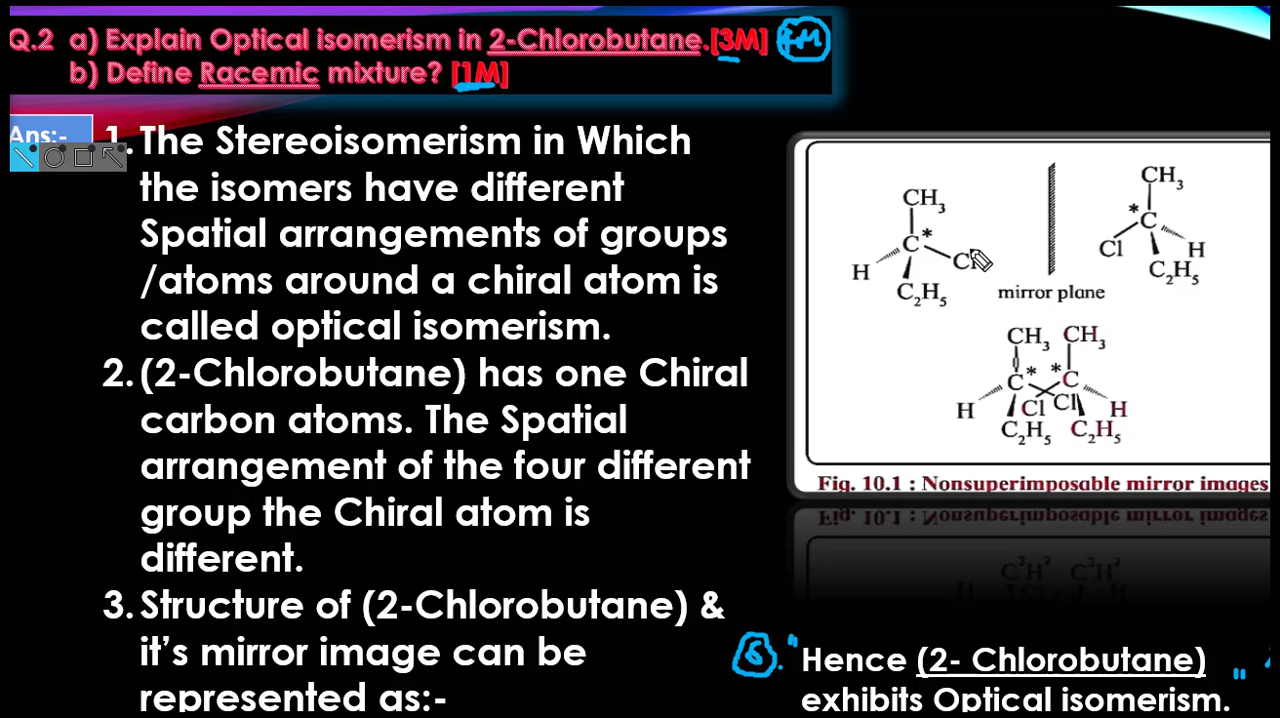 Q.2 a) Explain Optical isomerism in 2-Chlorobutane.[3M]
b) Define Racemic mixture? [1M]
Ans:-
1. The Stereoisomerism in Which
the isomers have different
Spatial arrangements of groups
/atoms around a chiral atom is
called optical isomerism.
2. (2-Chlorobutane) has one Chiral
carbon atoms. The Spatial
arrangement of the four different
group the Chiral atom is
different.
3. Structure of (2-Chlorobutane) &
it's mirror image can be
represented as:-
CH₃
C*
H
Cl
C₂H₅
mirror plane
CH₃
*
C
Cl
H
C₂H₅
CH₃ CH₃
C* *C
H Cl Cl H
C₂H₅ C₂H₅
Fig. 10.1 : Nonsuperimposable mirror images
6. "Hence (2- Chlorobutane)
exhibits Optical isomerism."